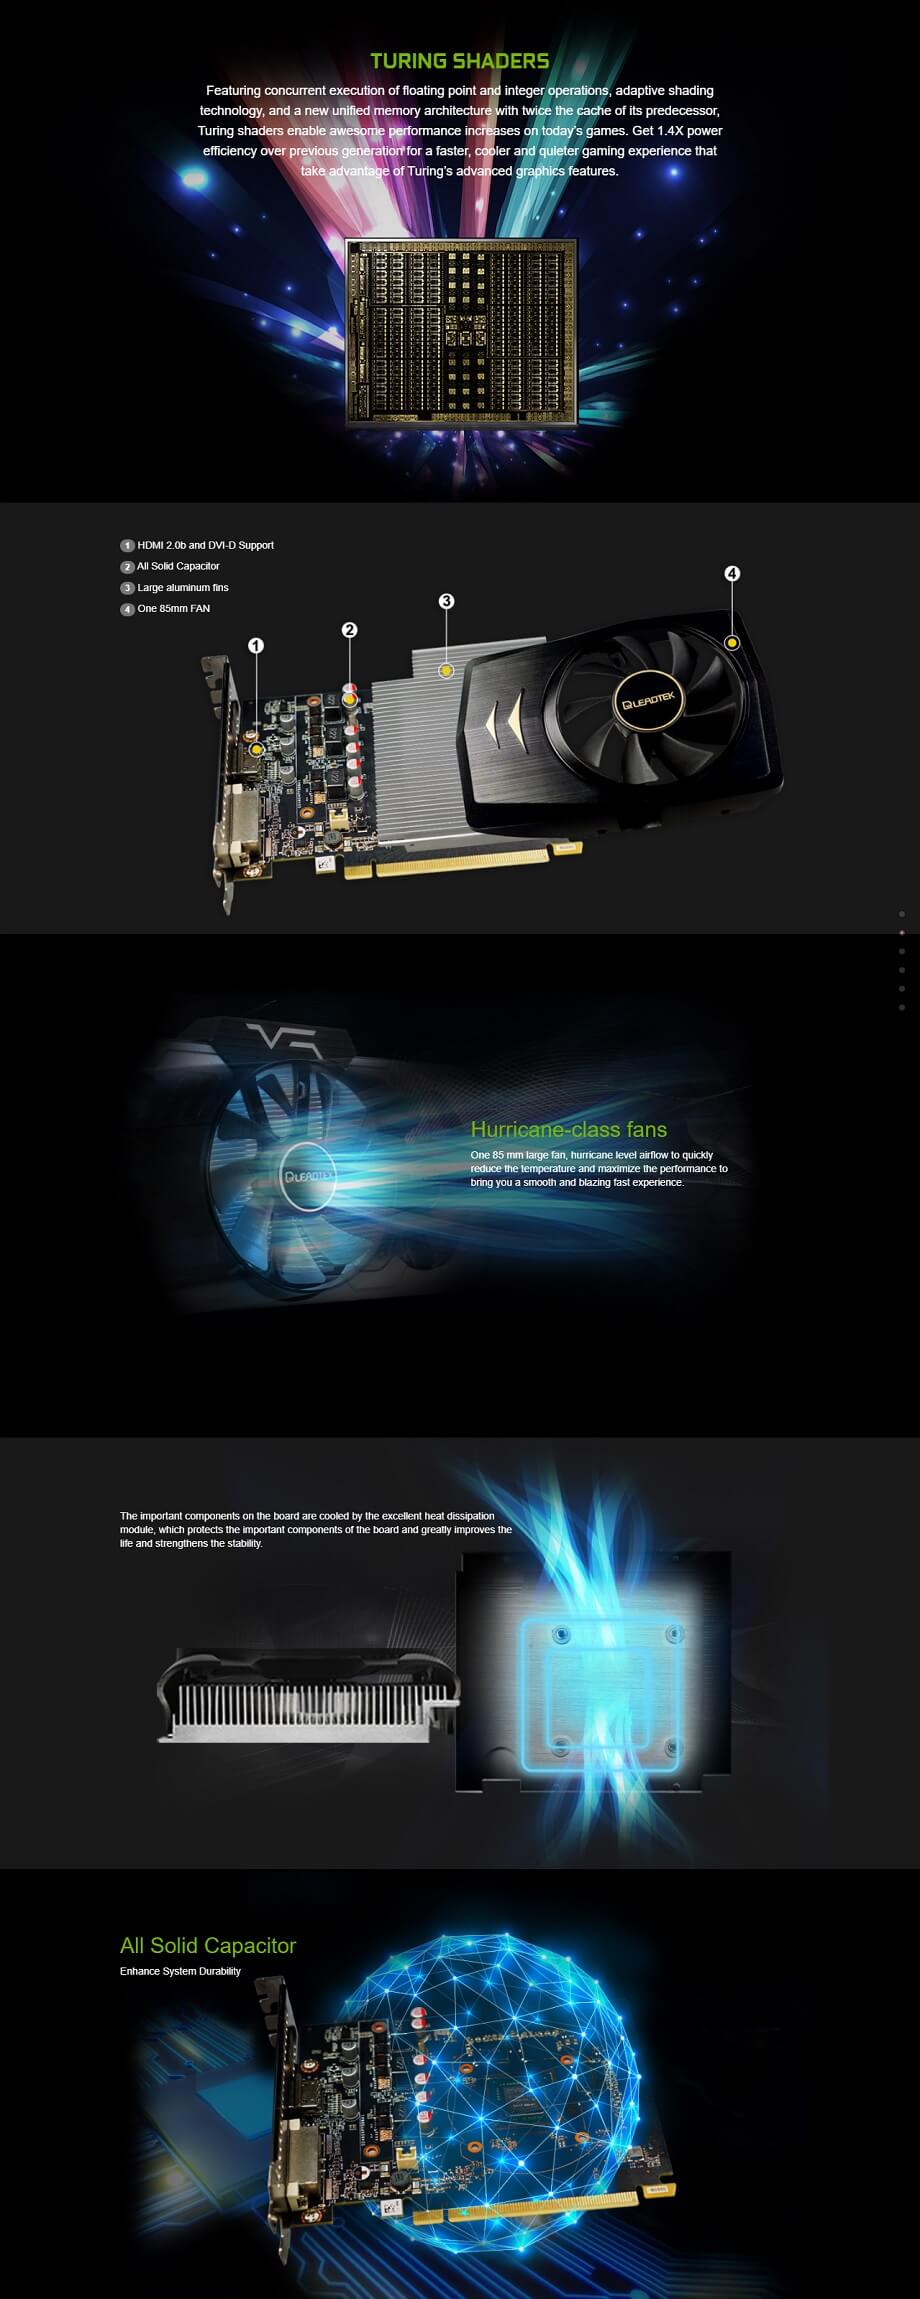 TURING SHADERS
Featuring concurrent execution of floating point and integer operations, adaptive shading
technology, and a new unified memory architecture with twice the cache of its predecessor,
Turing shaders enable awesome performance increases on today's games. Get 1.4X power
efficiency over previous generation for a faster, cooler and quieter gaming experience that
take advantage of Turing's advanced graphics features.
1 HDMI 2.0b and DVI-D Support
2 All Solid Capacitor
3 Large aluminum fins
4 One 85mm FAN
1
2
3
4
LEADTEK
LEADTEK
Hurricane-class fans
One 85 mm large fan, hurricane level airflow to quickly
reduce the temperature and maximize the performance to
bring you a smooth and blazing fast experience.
The important components on the board are cooled by the excellent heat dissipation
module, which protects the important components of the board and greatly improves the
life and strengthens the stability.
All Solid Capacitor
Enhance System Durability